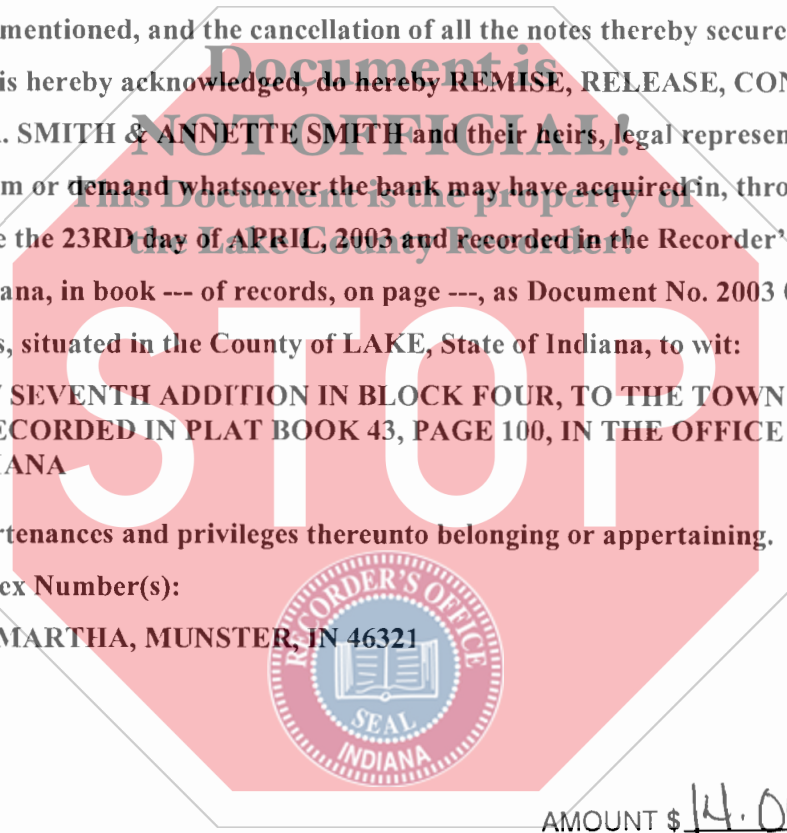 mentioned, and the cancellation of all the notes thereby secure
Document is
is hereby acknowledged, do hereby REMISE, RELEASE, CON
NOT OFFICIAL!
. SMITH & ANNETTE SMITH and their heirs, legal represen
This Document is the property of
m or demand whatsoever the bank may have acquired in, thro
the Lake County Recorder!
e the 23RD day of APRIL, 2003 and recorded in the Recorder's
ana, in book --- of records, on page ---, as Document No. 2003
s, situated in the County of LAKE, State of Indiana, to wit:
STOP
SEVENTH ADDITION IN BLOCK FOUR, TO THE TOWN
ECORDED IN PLAT BOOK 43, PAGE 100, IN THE OFFICE
IANA
rtenances and privileges thereunto belonging or appertaining.
ex Number(s):
MARTHA, MUNSTER, IN 46321
RECORDER'S OFFICE
SEAL
INDIANA
AMOUNT $ 14.0